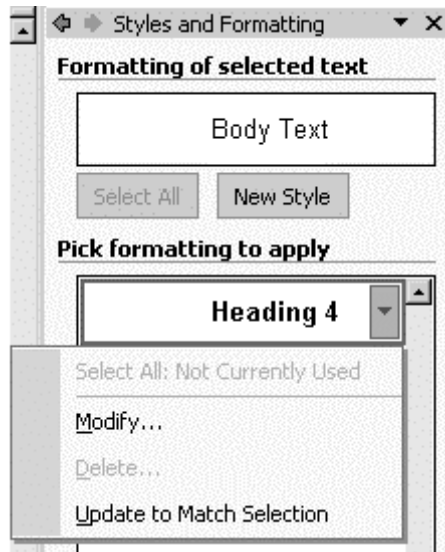 Styles and Formatting
Formatting of selected text
Body Text
Select All New Style
Pick formatting to apply
Heading 4
Select All: Not Currently Used
Modify...
Delete...
Update to Match Selection